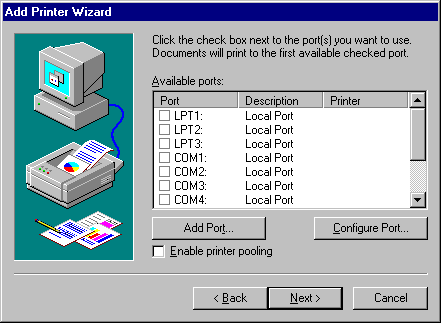 Add Printer Wizard
Click the check box next to the port(s) you want to use.
Documents will print to the first available checked port.
Available ports:
Port Description Printer
LPT1: Local Port
LPT2: Local Port
LPT3: Local Port
COM1: Local Port
COM2: Local Port
COM3: Local Port
COM4: Local Port
Add Port... Configure Port...
Enable printer pooling
< Back Next > Cancel